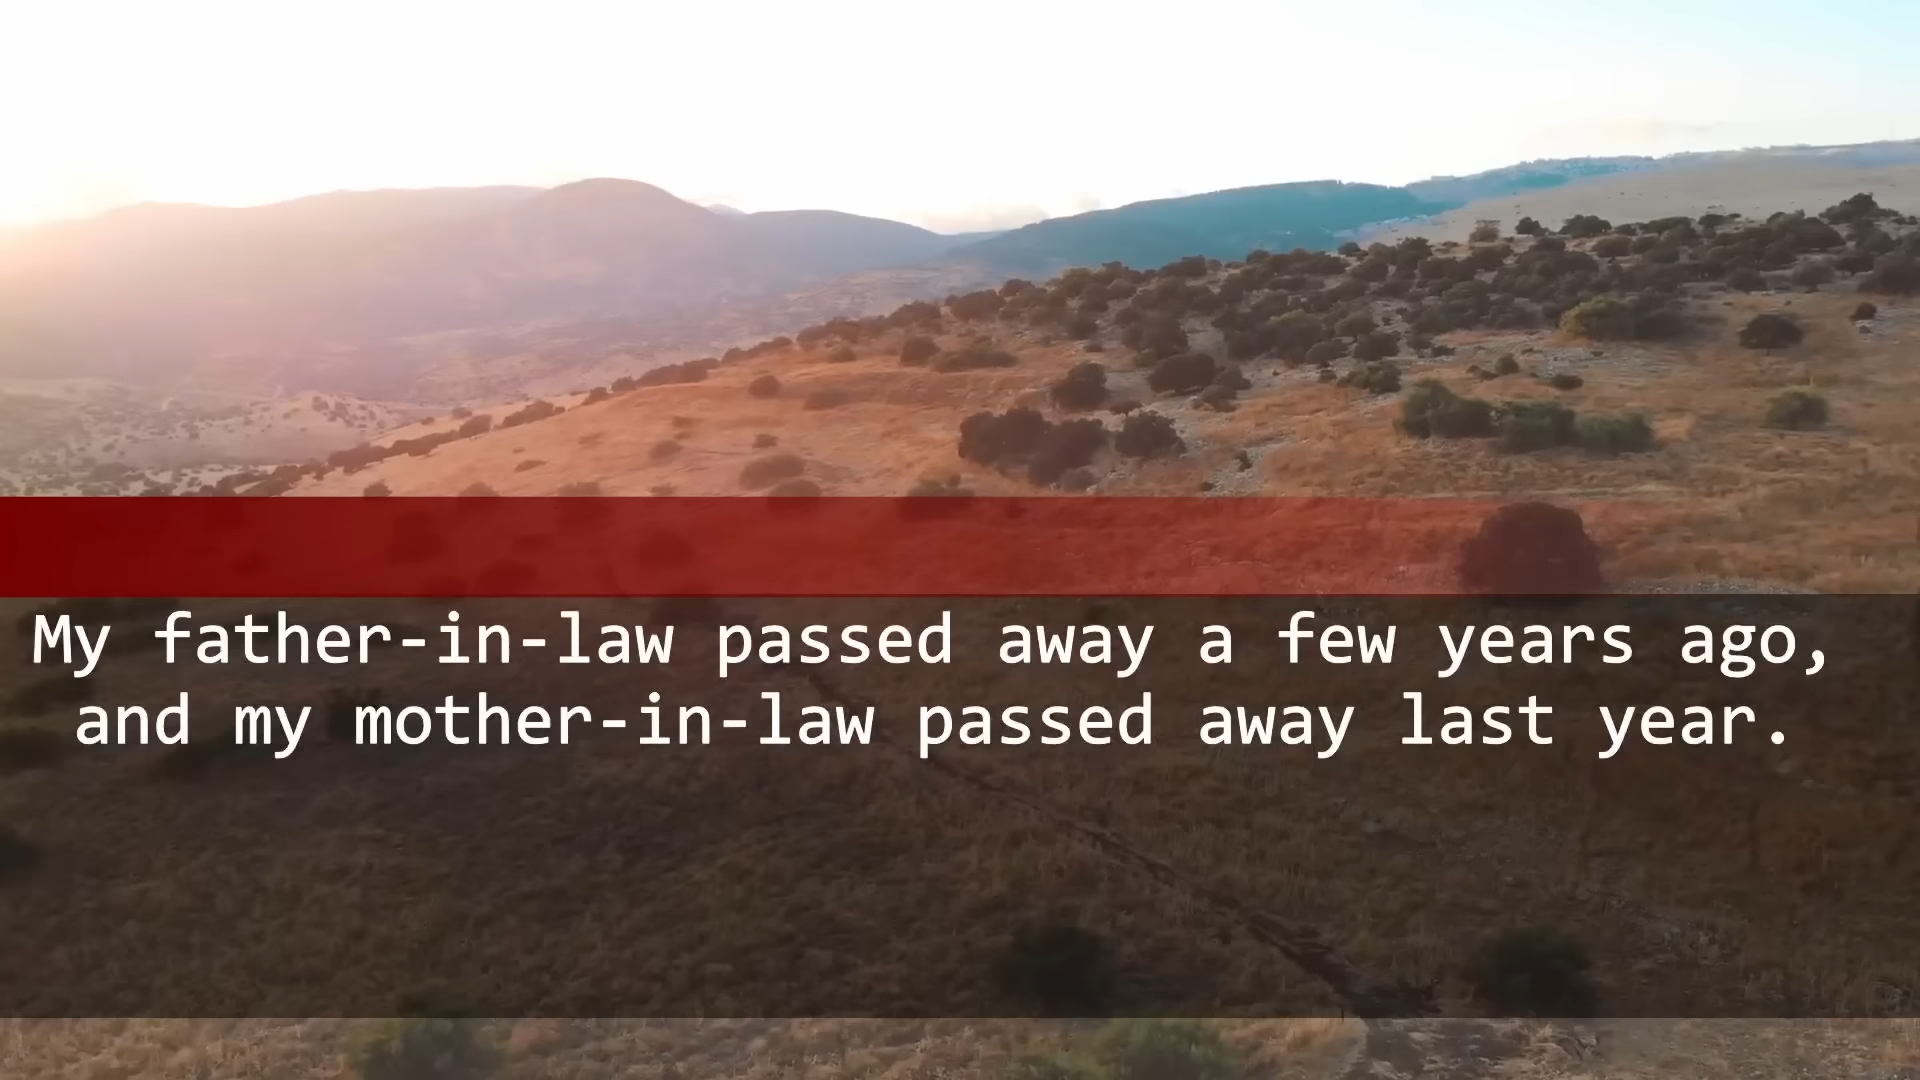 My father-in-law passed away a few years ago,
and my mother-in-law passed away last year.